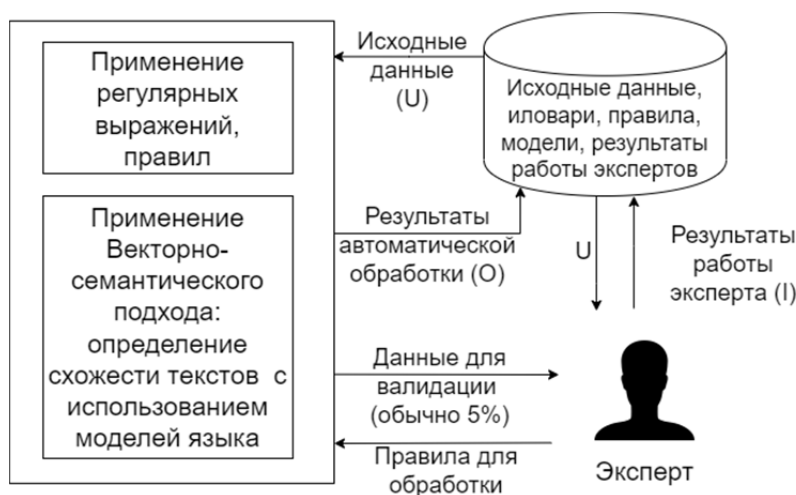 Применение
регулярных
выражений,
правил
Применение
Векторно-
семантического
подхода:
определение
схожести текстов с
использованием
моделей языка
Исходные
данные
(U)
Исходные данные,
иловари, правила,
модели, результаты
работы экспертов
Результаты
автоматической
обработки (O)
U
Результаты
работы
эксперта (I)
Данные для
валидации
(обычно 5%)
Правила для
обработки
Эксперт